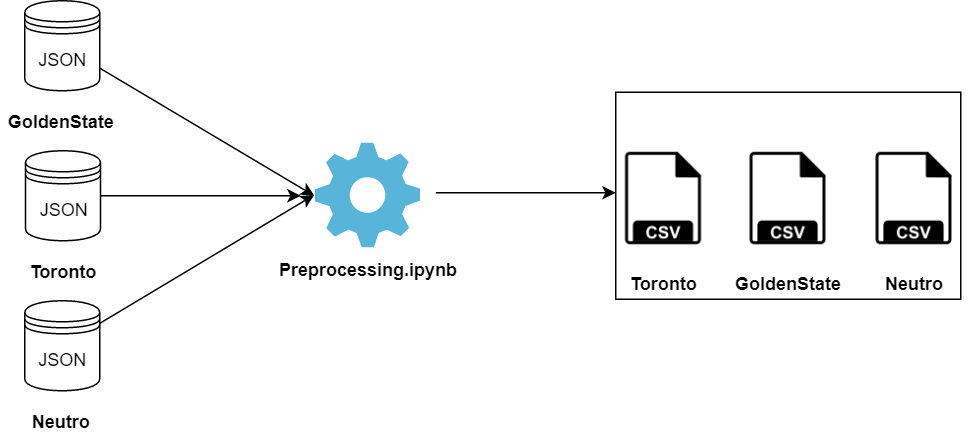 JSON
GoldenState
JSON
Toronto
JSON
Neutro
Preprocessing.ipynb
CSV
Toronto
CSV
GoldenState
CSV
Neutro